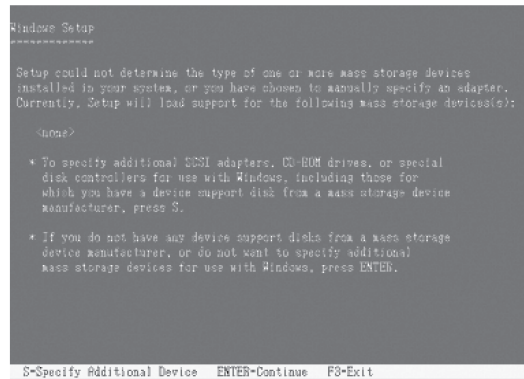 Windows Setup
=============
Setup could not determine the type of one or more mass storage devices
installed in your system, or you have chosen to manually specify an adapter.
Currently, Setup will load support for the following mass storage devices(s):
<none>
* To specify additional SCSI adapters, CD-ROM drives, or special
disk controllers for use with Windows, including those for
which you have a device support disk from a mass storage device
manufacturer, press S.
* If you do not have any device support disks from a mass storage
device manufacturer, or do not want to specify additional
mass storage devices for use with Windows, press ENTER.
S=Specify Additional Device ENTER=Continue F3=Exit